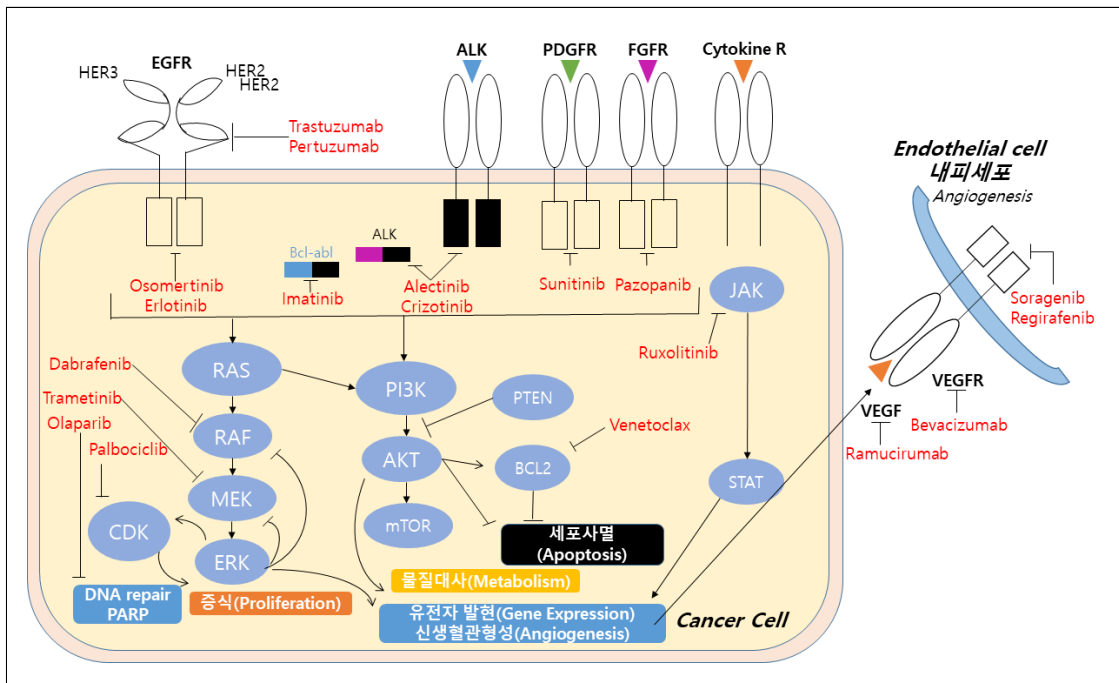 EGFR
HER3
HER2
HER2
ALK
PDGFR
FGFR
Cytokine R
Trastuzumab
Pertuzumab
Endothelial cell
내피세포
Angiogenesis
Bcl-abl
ALK
Osomertinib
Erlotinib
Imatinib
Alectinib
Crizotinib
Sunitinib
Pazopanib
JAK
Soragenib
Regirafenib
Ruxolitinib
Dabrafenib
RAS
PI3K
PTEN
VEGFR
Trametinib
Olaparib
RAF
Venetoclax
VEGF
Bevacizumab
Palbociclib
AKT
BCL2
Ramucirumab
MEK
STAT
CDK
mTOR
세포사멸
(Apoptosis)
ERK
물질대사(Metabolism)
DNA repair
PARP
증식(Proliferation)
유전자 발현(Gene Expression)
신생혈관형성(Angiogenesis)
Cancer Cell